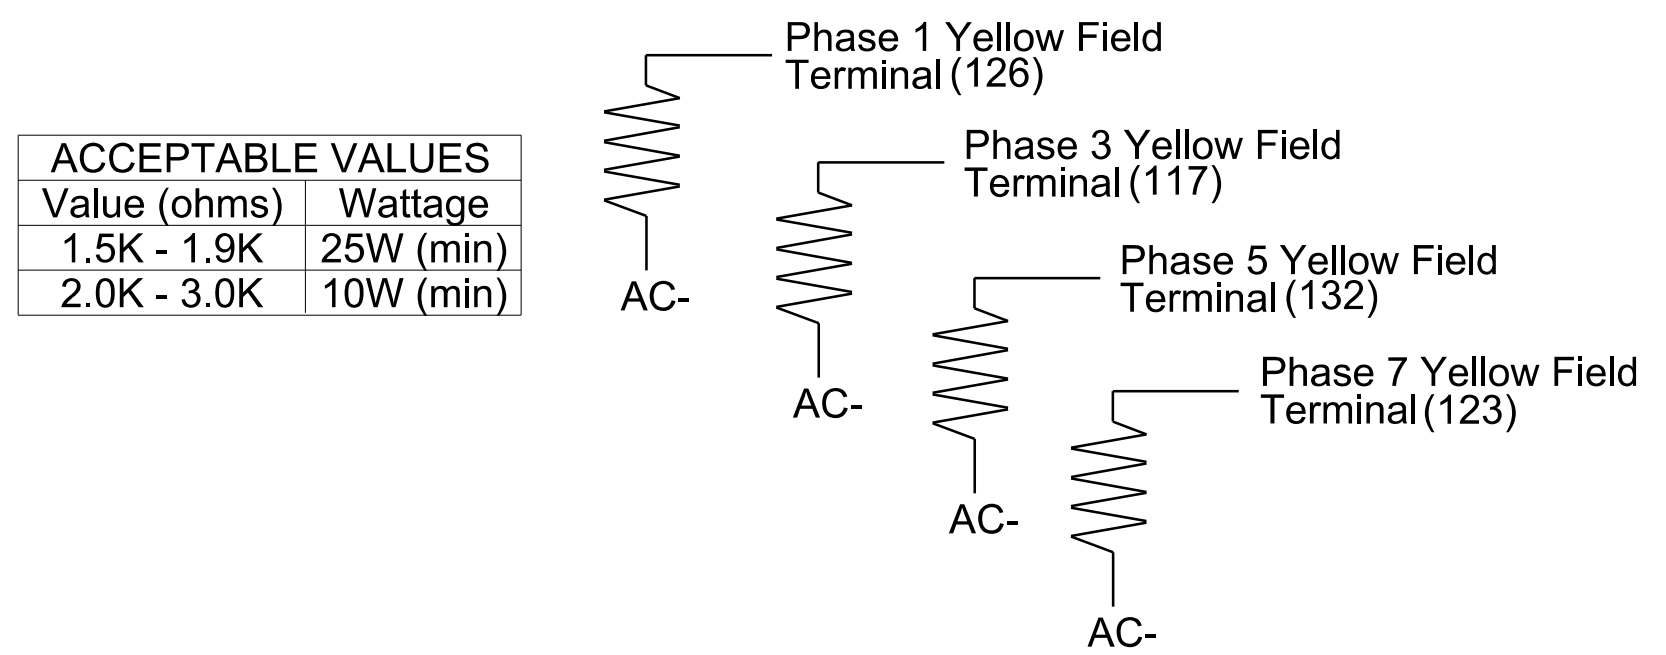 ACCEPTABLE VALUES
Value (ohms) Wattage
1.5K - 1.9K 25W (min)
2.0K - 3.0K 10W (min)
Phase 1 Yellow Field
Terminal (126)
AC-
Phase 3 Yellow Field
Terminal (117)
AC-
Phase 5 Yellow Field
Terminal (132)
AC-
Phase 7 Yellow Field
Terminal (123)
AC-